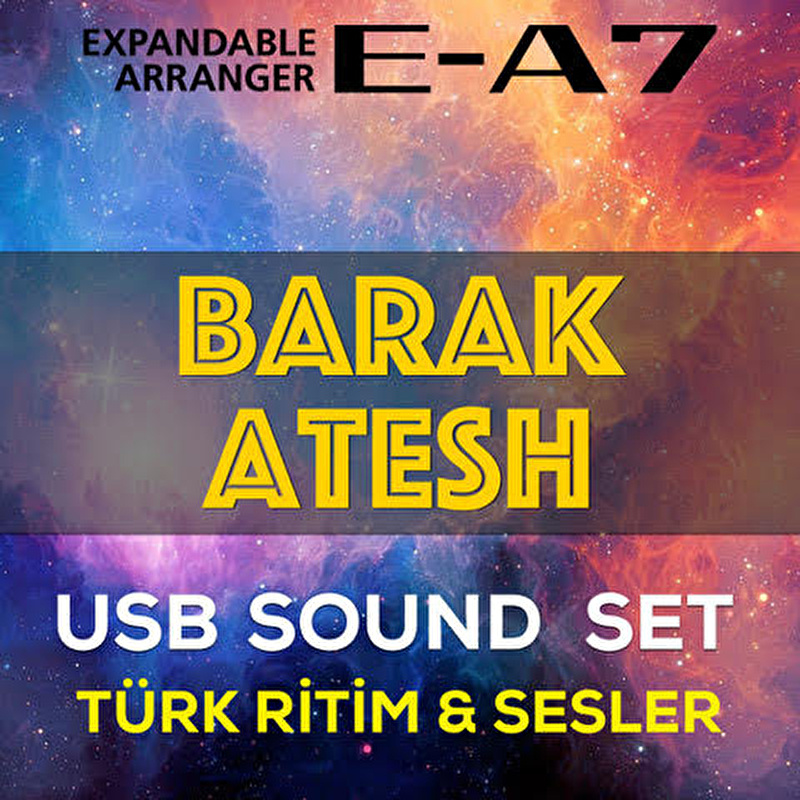 EXPANDABLE
ARRANGER E-A7
BARAK
ATESH
USB SOUND SET
TÜRK RİTİM & SESLER